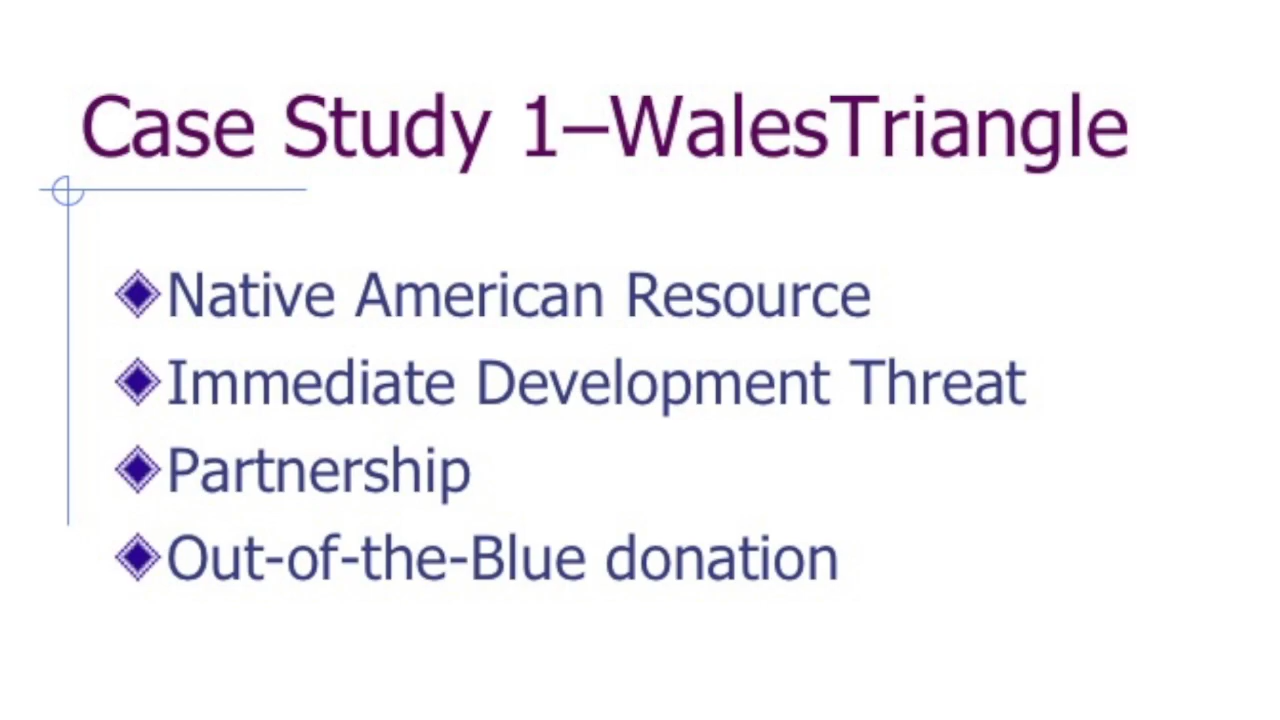 Case Study 1–WalesTriangle
Native American Resource
Immediate Development Threat
Partnership
Out-of-the-Blue donation